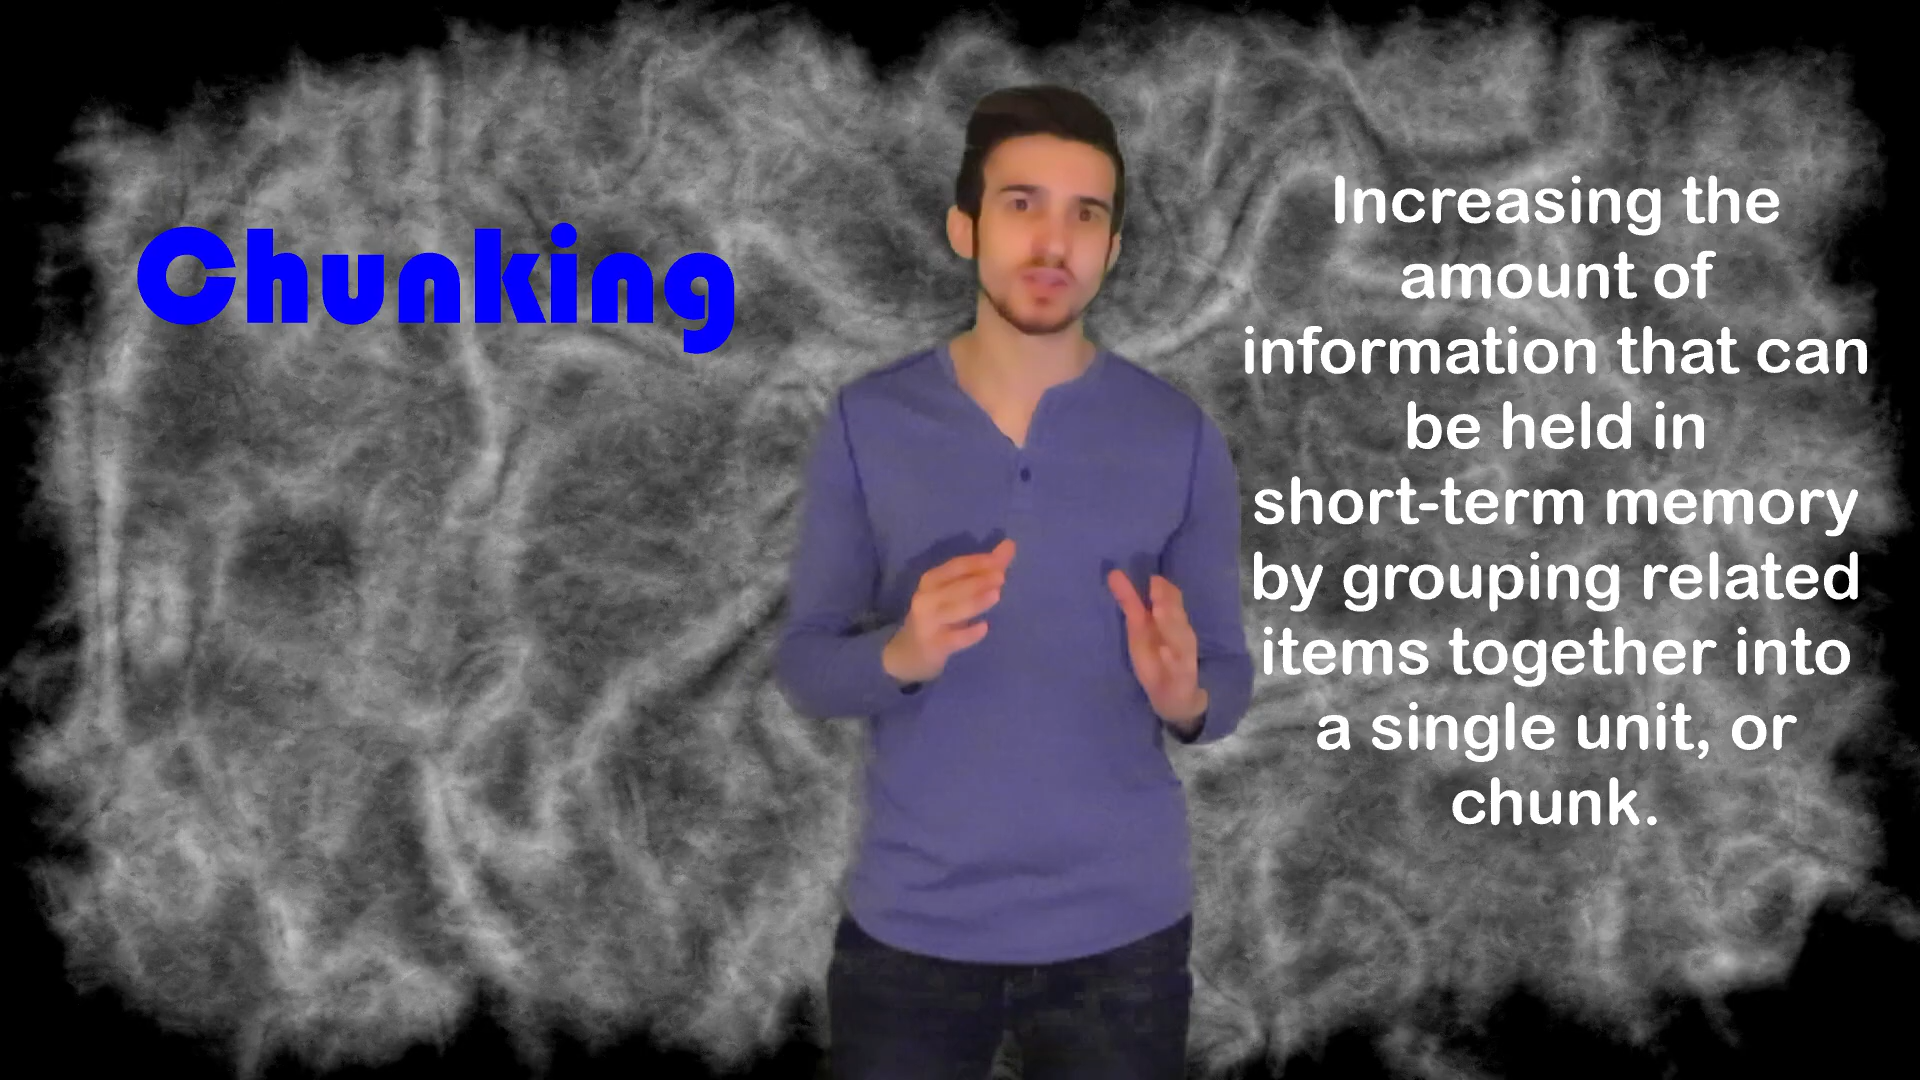 Chunking
Increasing the
amount of
information that can
be held in
short-term memory
by grouping related
items together into
a single unit, or
chunk.